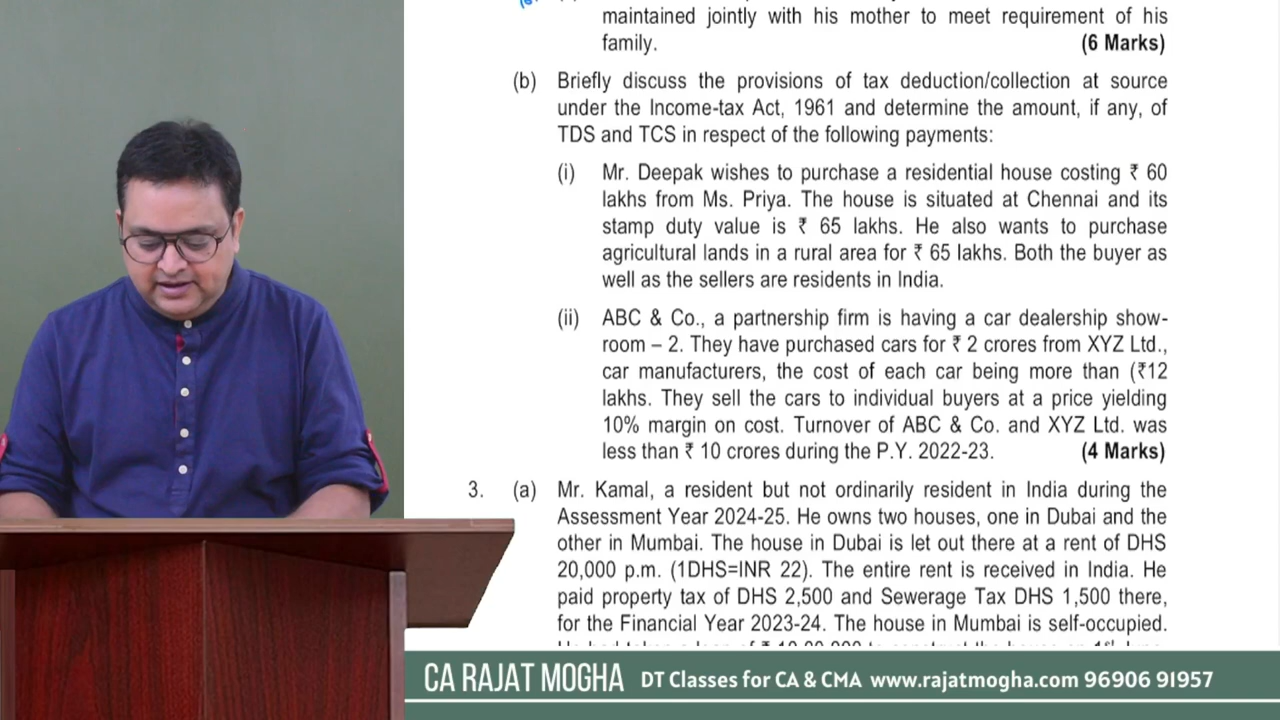 maintained jointly with his mother to meet requirement of his
family. (6 Marks)
(b) Briefly discuss the provisions of tax deduction/collection at source
under the Income-tax Act, 1961 and determine the amount, if any, of
TDS and TCS in respect of the following payments:
(i) Mr. Deepak wishes to purchase a residential house costing ₹ 60
lakhs from Ms. Priya. The house is situated at Chennai and its
stamp duty value is ₹ 65 lakhs. He also wants to purchase
agricultural lands in a rural area for ₹ 65 lakhs. Both the buyer as
well as the sellers are residents in India.
(ii) ABC & Co., a partnership firm is having a car dealership show-
room – 2. They have purchased cars for ₹ 2 crores from XYZ Ltd.,
car manufacturers, the cost of each car being more than (₹12
lakhs. They sell the cars to individual buyers at a price yielding
10% margin on cost. Turnover of ABC & Co. and XYZ Ltd. was
less than ₹ 10 crores during the P.Y. 2022-23. (4 Marks)
3. (a) Mr. Kamal, a resident but not ordinarily resident in India during the
Assessment Year 2024-25. He owns two houses, one in Dubai and the
other in Mumbai. The house in Dubai is let out there at a rent of DHS
20,000 p.m. (1DHS=INR 22). The entire rent is received in India. He
paid property tax of DHS 2,500 and Sewerage Tax DHS 1,500 there,
for the Financial Year 2023-24. The house in Mumbai is self-occupied.
CA RAJAT MOGHA DT Classes for CA & CMA www.rajatmogha.com 96906 91957